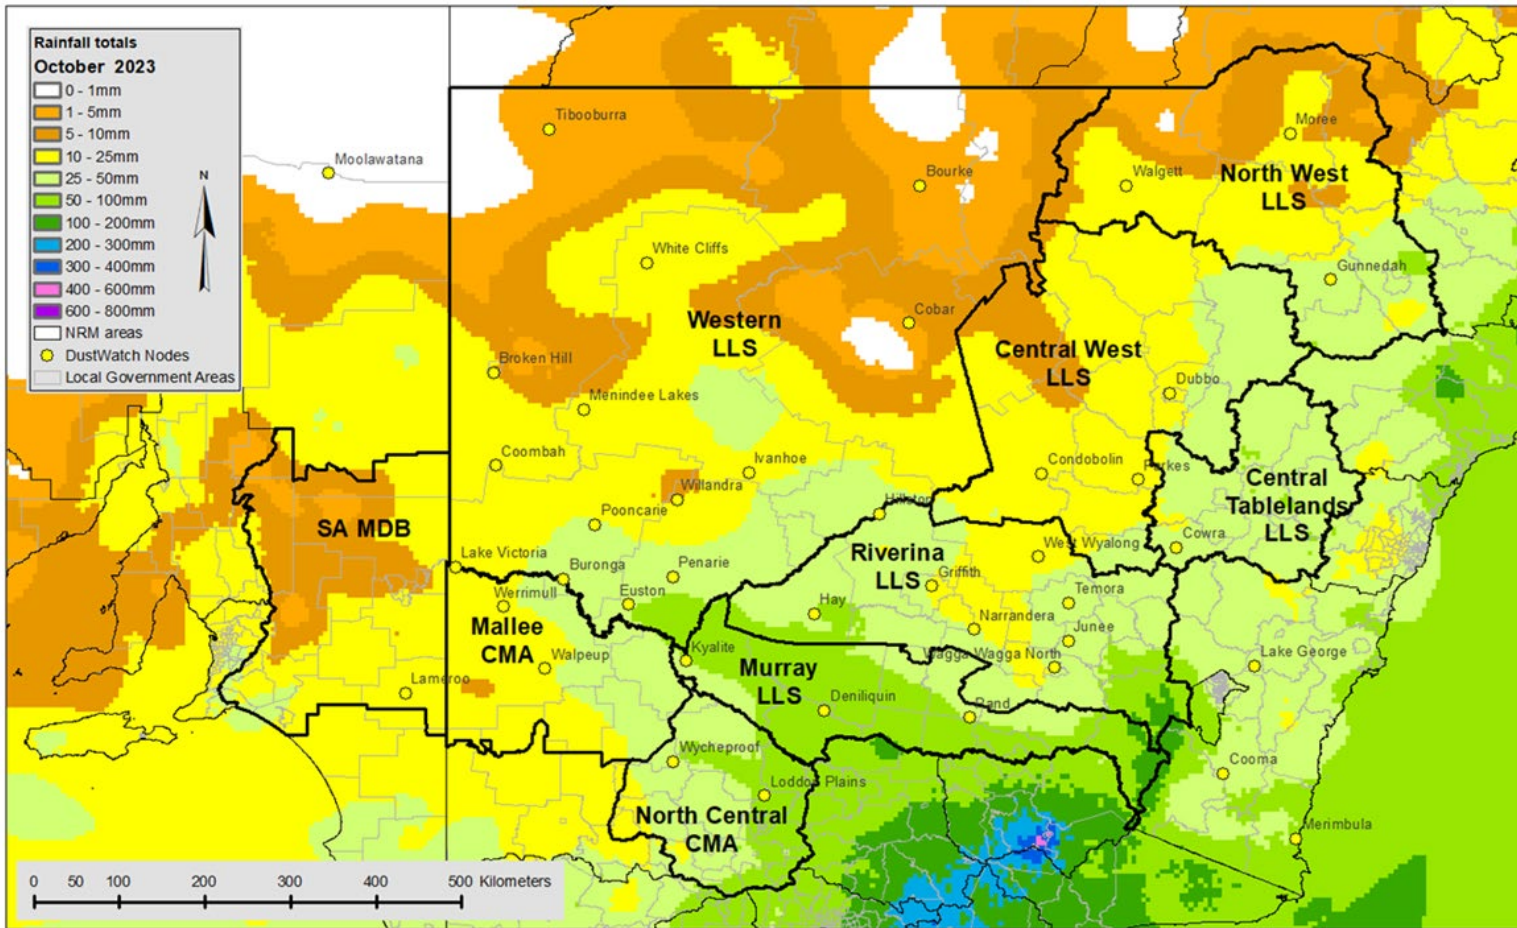 Rainfall totals
October 2023
0 - 1mm
1 - 5mm
5 - 10mm
10 - 25mm
25 - 50mm
50 - 100mm
100 - 200mm
200 - 300mm
300 - 400mm
400 - 600mm
600 - 800mm
NRM areas
DustWatch Nodes
Local Government Areas
N
Moolawatana
Tibooburra
Bourke
Walgett
Moree
North West
LLS
White Cliffs
Gunnedah
Western
LLS
Cobar
Central West
LLS
Broken Hill
Dubbo
Menindee Lakes
Coombah
Ivanhoe
Condobolin
Parkes
Central
Tablelands
LLS
Willandra
Pooncarie
Hillston
SA MDB
Cowra
Riverina
LLS
West Wyalong
Lake Victoria
Buronga
Penarie
Griffith
Werrimull
Euston
Hay
Temora
Narrandera
Junee
Mallee
CMA
Walpeup
Kyalite
Murray
LLS
Wagga Wagga North
Lake George
Lameroo
Deniliquin
Rand
Wycheproof
Cooma
Loddon Plains
North Central
CMA
Merimbula
0 50 100 200 300 400 500 Kilometers